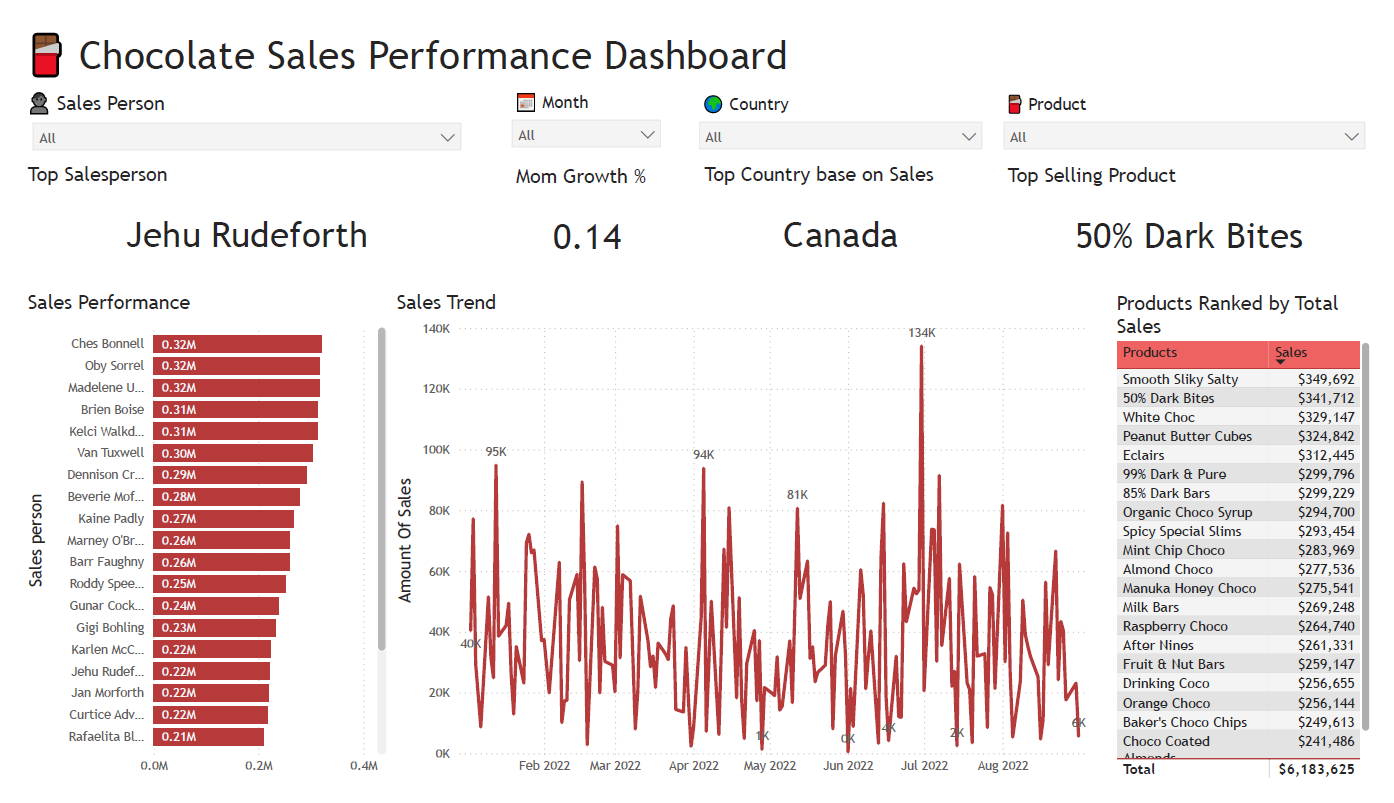 Chocolate Sales Performance Dashboard
Sales Person
Month
Country
Product
All
All
All
All
Top Salesperson
Mom Growth %
Top Country base on Sales
Top Selling Product
Jehu Rudeforth
0.14
Canada
50% Dark Bites
Sales Performance
Sales person
Ches Bonnell 0.32M
Oby Sorrel 0.32M
Madelene U... 0.32M
Brien Boise 0.31M
Kelci Walkd... 0.31M
Van Tuxwell 0.30M
Dennison Cr... 0.29M
Beverie Mof... 0.28M
Kaine Padly 0.27M
Marney O'Br... 0.26M
Barr Faughny 0.26M
Roddy Spee... 0.25M
Gunar Cock... 0.24M
Gigi Bohling 0.23M
Karlen McC... 0.22M
Jehu Rudef... 0.22M
Jan Morforth 0.22M
Curtice Adv... 0.22M
Rafaelita Bl... 0.21M
0.0M 0.2M 0.4M
Sales Trend
Amount Of Sales
140K
120K
100K
80K
60K
40K
20K
0K
40K
95K
94K
1K
81K
0K
4K
134K
2K
6K
Feb 2022 Mar 2022 Apr 2022 May 2022 Jun 2022 Jul 2022 Aug 2022
Products Ranked by Total
Sales
Products Sales
Smooth Sliky Salty $349,692
50% Dark Bites $341,712
White Choc $329,147
Peanut Butter Cubes $324,842
Eclairs $312,445
99% Dark & Pure $299,796
85% Dark Bars $299,229
Organic Choco Syrup $294,700
Spicy Special Slims $293,454
Mint Chip Choco $283,969
Almond Choco $277,536
Manuka Honey Choco $275,541
Milk Bars $269,248
Raspberry Choco $264,740
After Nines $261,331
Fruit & Nut Bars $259,147
Drinking Coco $256,655
Orange Choco $256,144
Baker's Choco Chips $249,613
Choco Coated $241,486
Almonds
Total $6,183,625